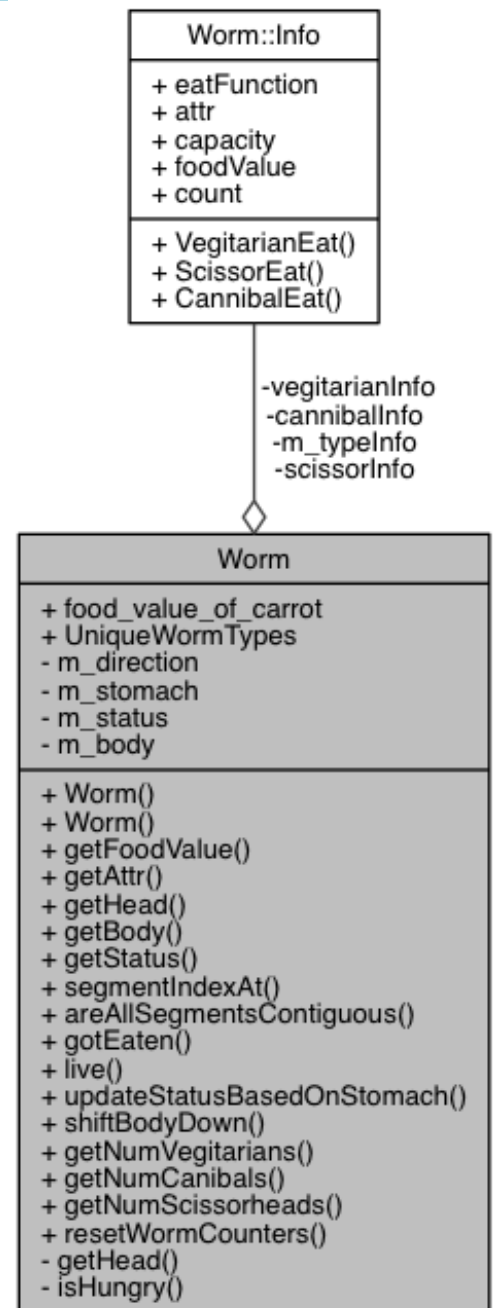 Worm::Info
+ eatFunction
+ attr
+ capacity
+ foodValue
+ count
+ VegitarianEat()
+ ScissorEat()
+ CannibalEat()
-vegitarianInfo
-cannibalInfo
-m_typeInfo
-scissorInfo
Worm
+ food_value_of_carrot
+ UniqueWormTypes
- m_direction
- m_stomach
- m_status
- m_body
+ Worm()
+ Worm()
+ getFoodValue()
+ getAttr()
+ getHead()
+ getBody()
+ getStatus()
+ segmentIndexAt()
+ areAllSegmentsContiguous()
+ gotEaten()
+ live()
+ updateStatusBasedOnStomach()
+ shiftBodyDown()
+ getNumVegitarians()
+ getNumCanibals()
+ getNumScissorheads()
+ resetWormCounters()
- getHead()
- isHungry()